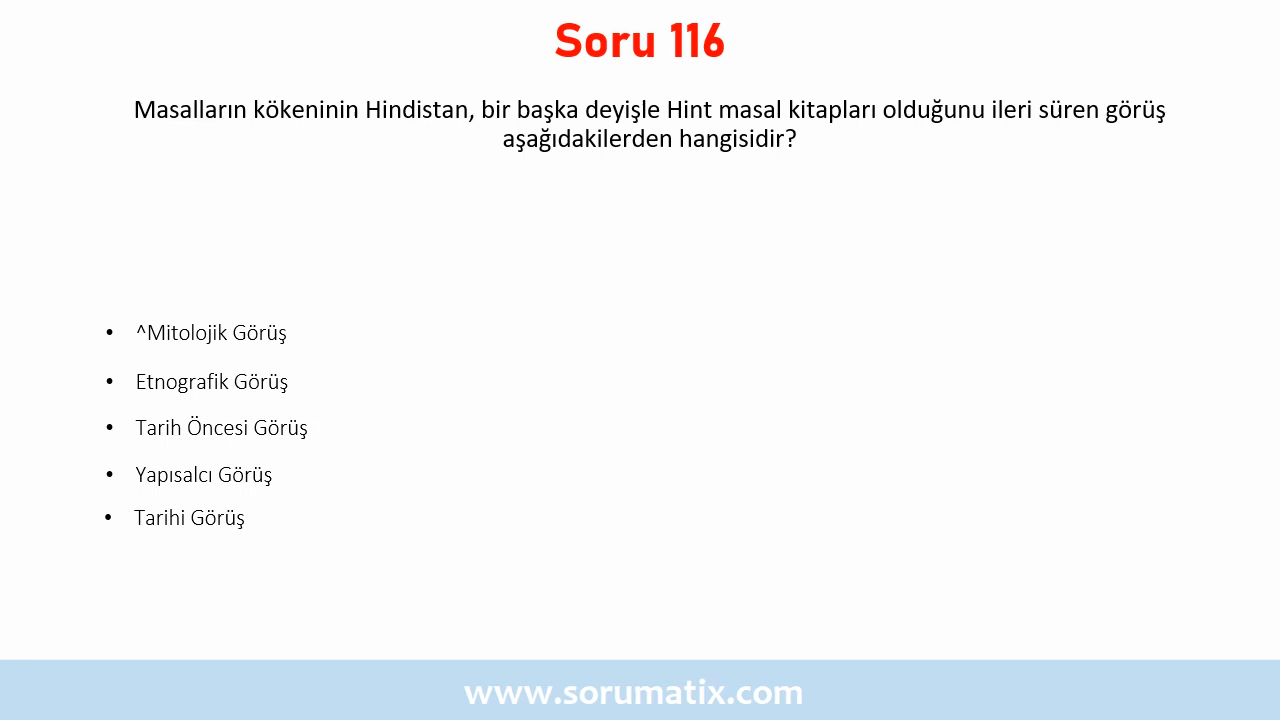 Soru 116
Masalların kökeninin Hindistan, bir başka deyişle Hint masal kitapları olduğunu ileri süren görüş
aşağıdakilerden hangisidir?
• ^Mitolojik Görüş
• Etnografik Görüş
• Tarih Öncesi Görüş
• Yapısalcı Görüş
• Tarihi Görüş
www.sorumatix.com